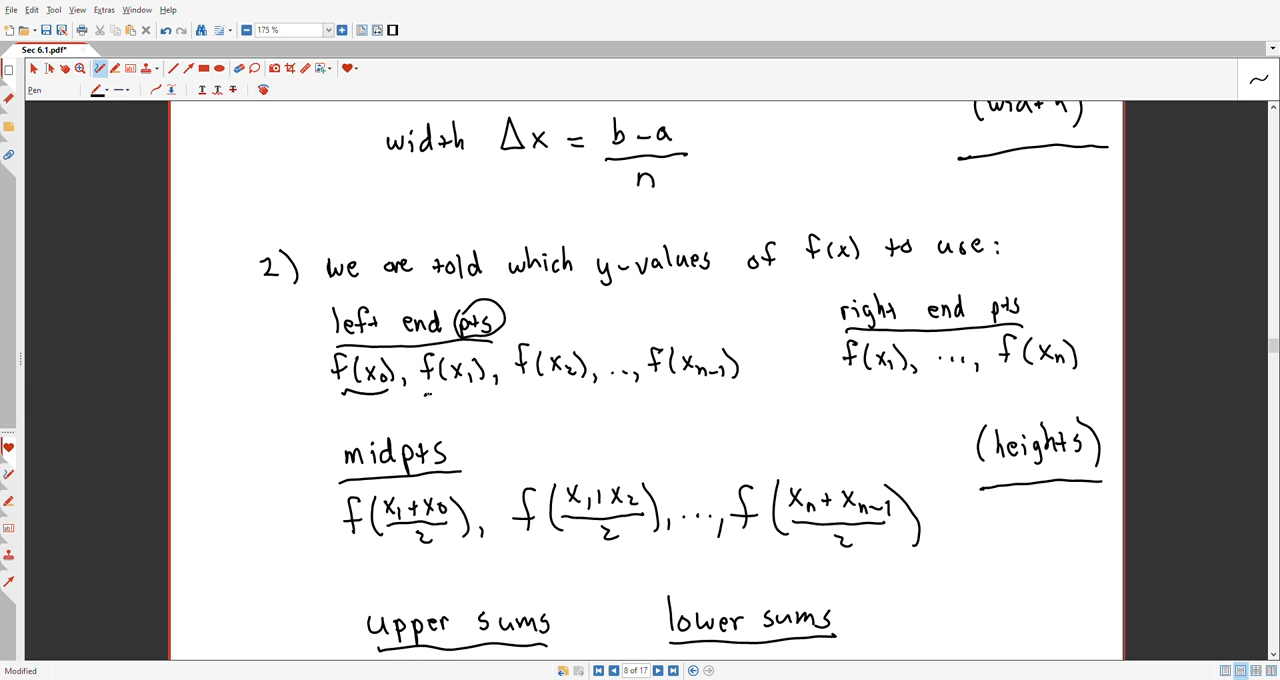 File Edit Tool View Extras Window Help
175 %
Sec 6.1.pdf*
Pen
(width)
width Δx = b-a
n
2) we are told which y-values of f(x) to use:
left end pts
right end pts
f(x₀), f(x₁), f(x₂), .., f(xₙ₋₁)
f(x₁), ..., f(xₙ)
midpts
(heights)
f(x₁+x₀/2), f(x₁,x₂/2), ..., f(xₙ+xₙ₋₁/2)
upper sums lower sums
Modified
8 of 17